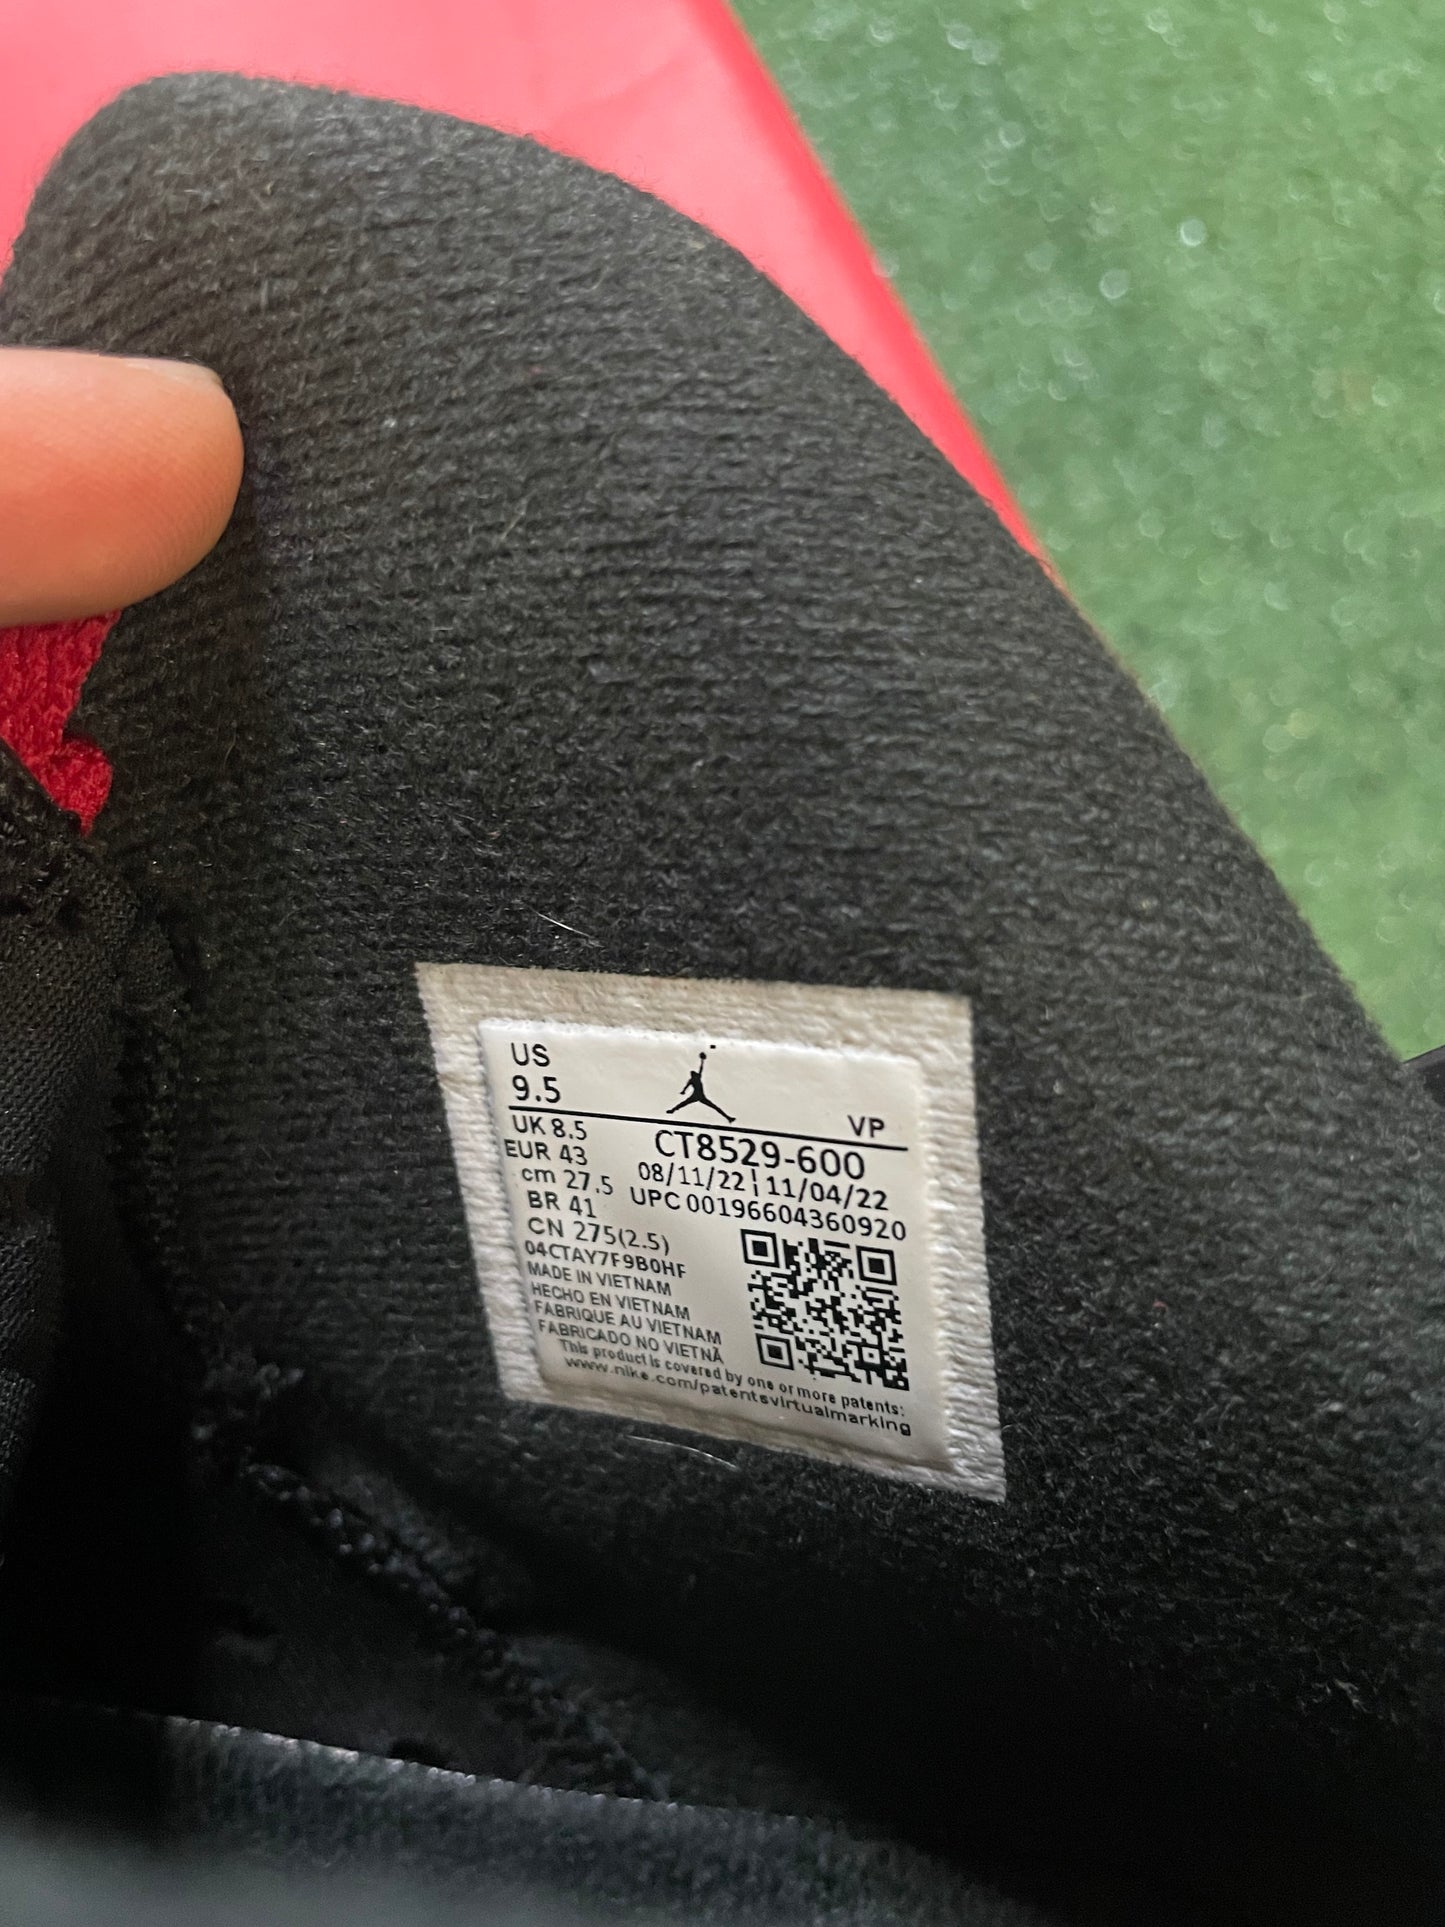 US
9.5
VP
UK 8.5
EUR 43
cm 27.5
BR 41
CN 275(2.5)
CT8529-600
08/11/22 | 11/04/22
UPC 00196604360920
04CTAY7F9B0HF
MADE IN VIETNAM
HECHO EN VIETNAM
FABRIQUE AU VIETNAM
FABRICADO NO VIETNÃ
This product is covered by one or more patents:
www.nike.com/patentsvirtualmarking